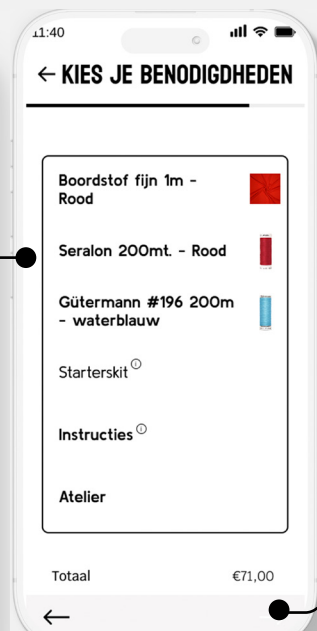 11:40
KIES JE BENODIGDHEDEN
Boordstof fijn 1m -
Rood
Seralon 200mt. - Rood
Gütermann #196 200m
- waterblauw
Starterskit
Instructies
Atelier
Totaal €71,00